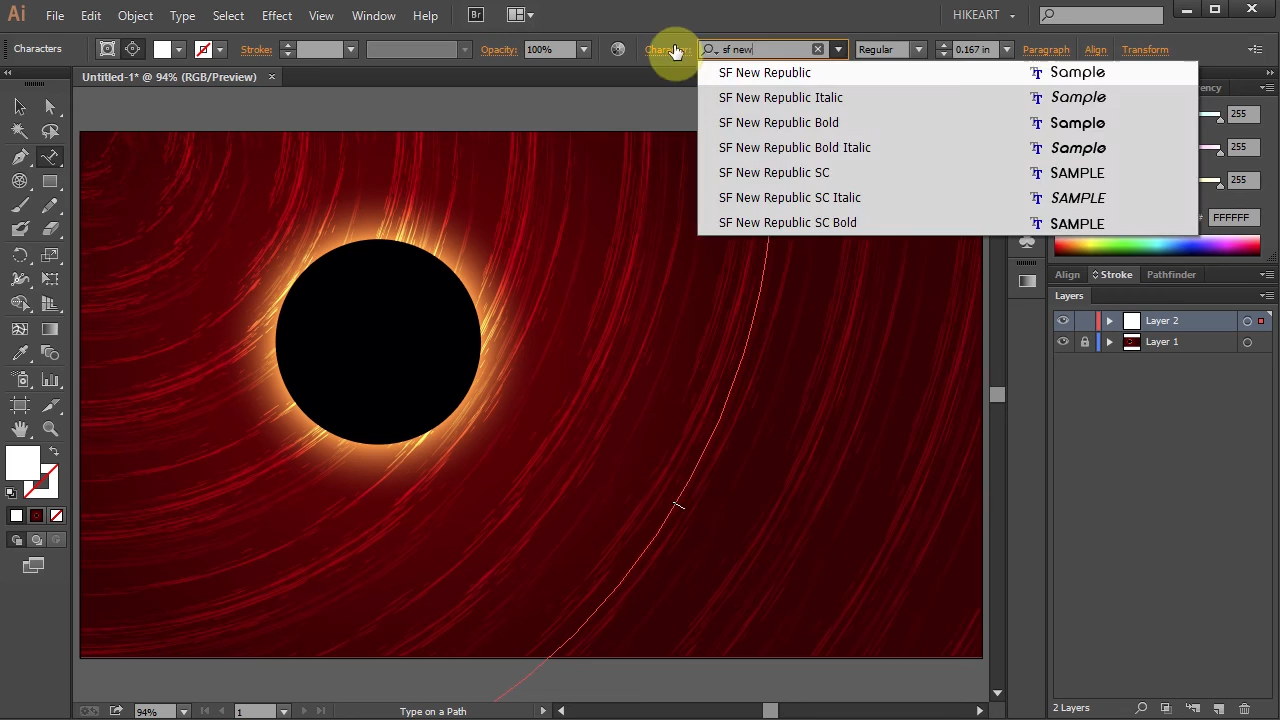 Ai File Edit Object Type Select Effect View Window Help Br HIKEART
Characters Stroke: Opacity: 100% Character: sf new Regular 0.167 in Paragraph Align Transform
Untitled-1* @ 94% (RGB/Preview)
SF New Republic Sample
SF New Republic Italic Sample
SF New Republic Bold Sample
SF New Republic Bold Italic Sample
SF New Republic SC SAMPLE
SF New Republic SC Italic SAMPLE
SF New Republic SC Bold SAMPLE
255
255
255
# FFFFFF
Align Stroke Pathfinder
Layers
Layer 2
Layer 1
2 Layers
94% 1 Type on a Path